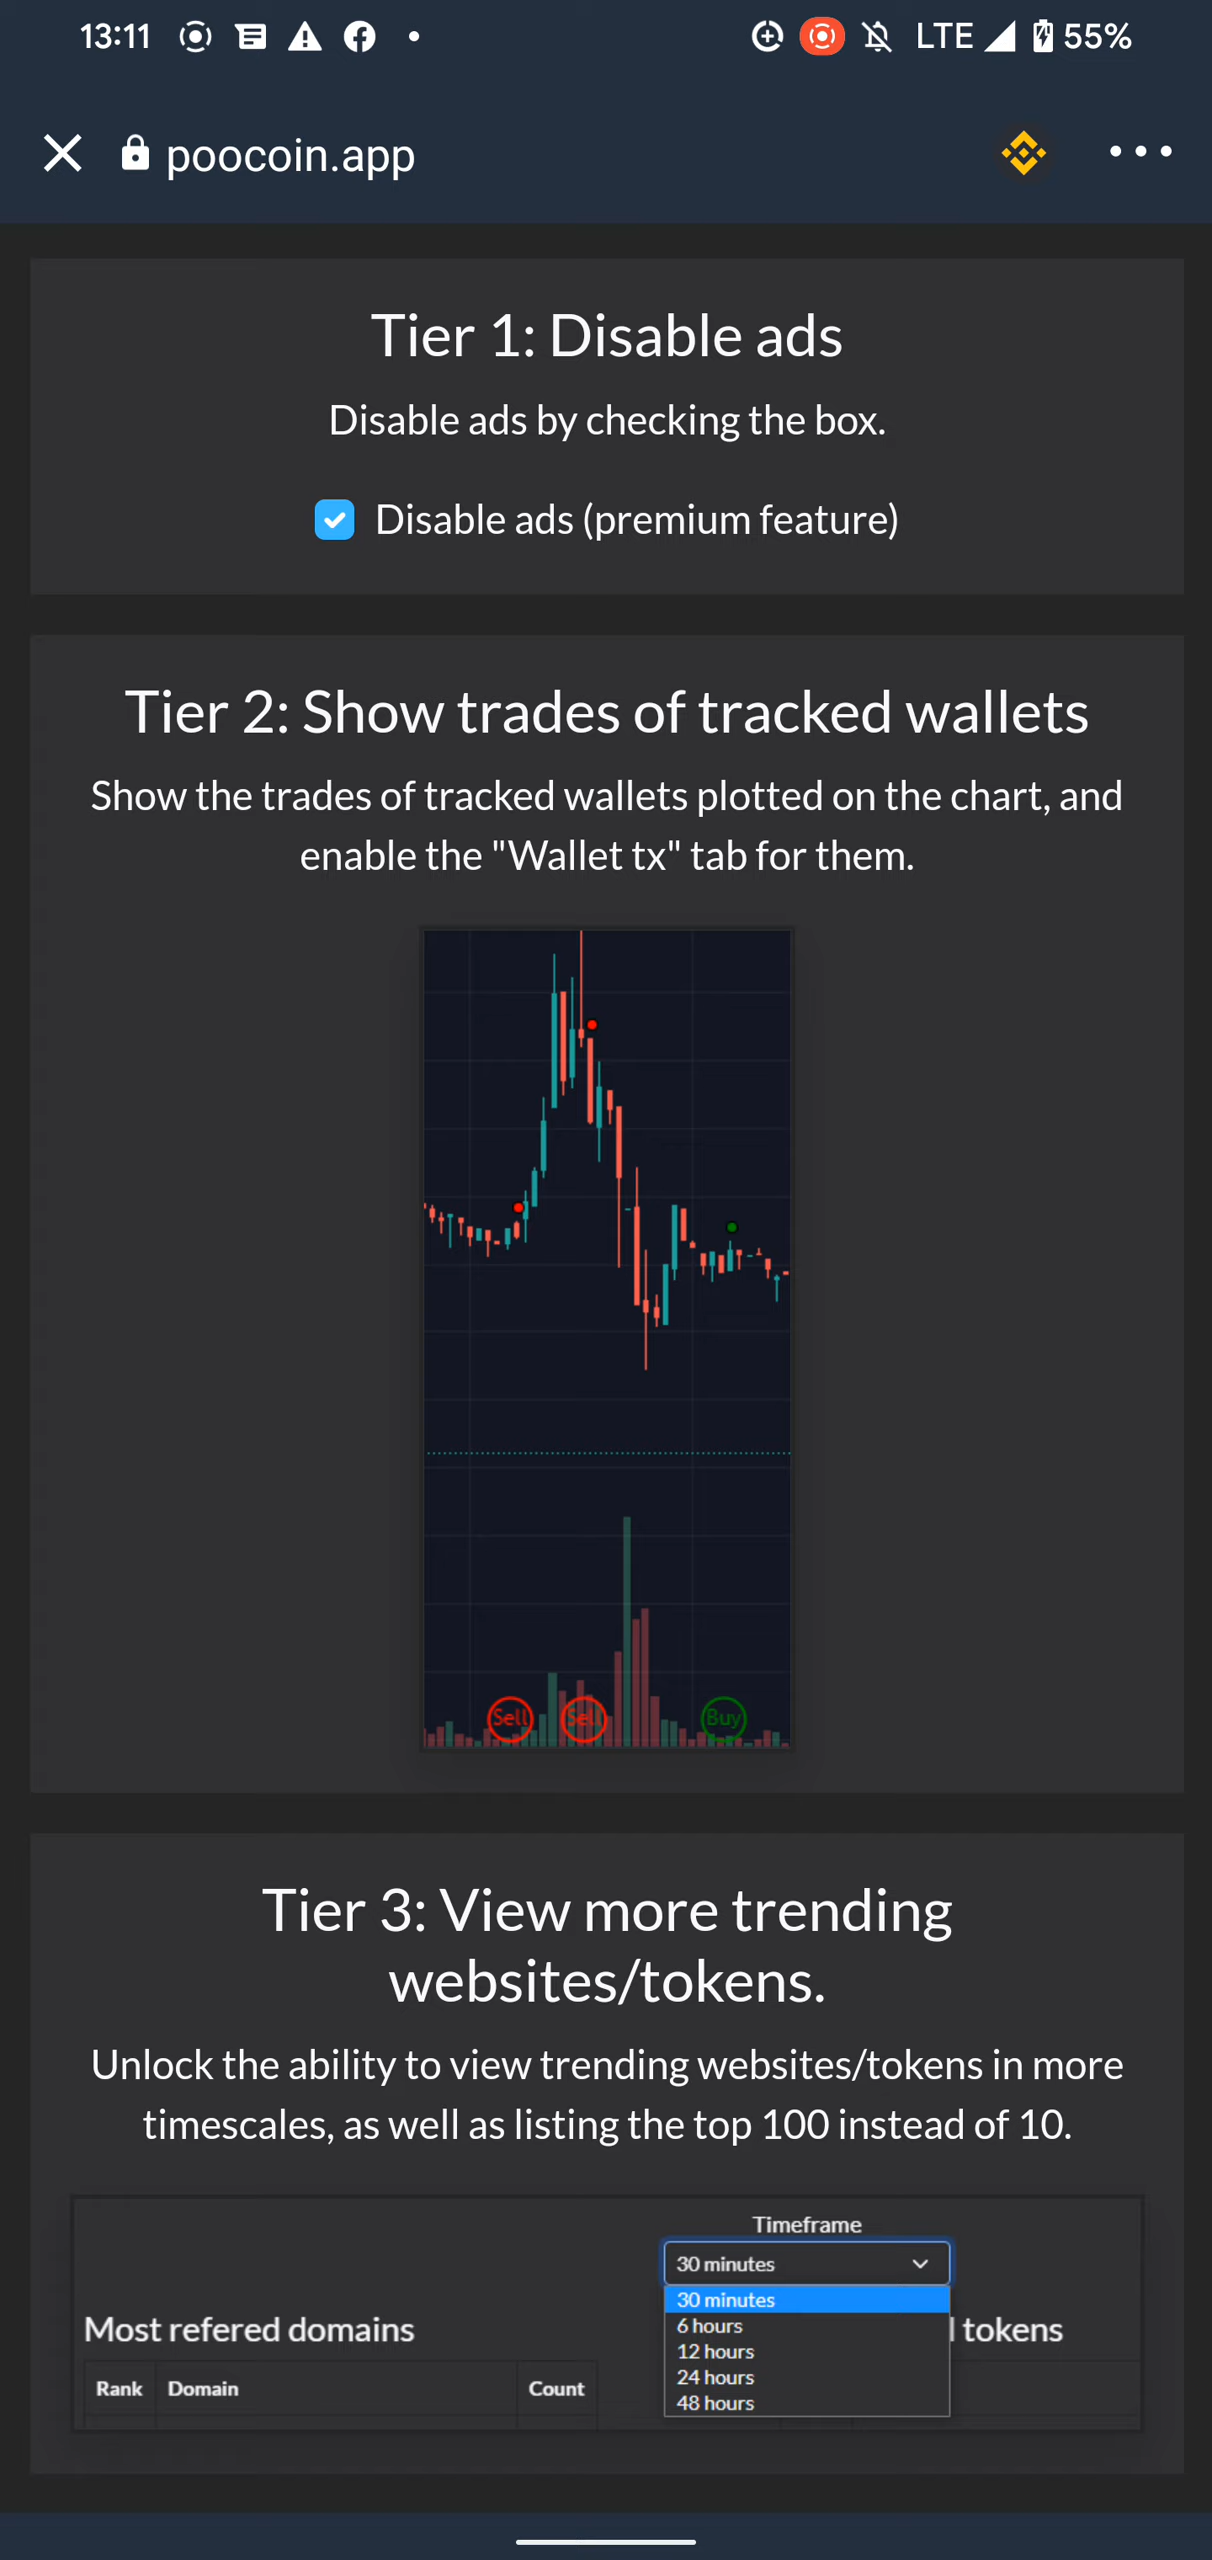 13:11
LTE 55%
poocoin.app
Tier 1: Disable ads
Disable ads by checking the box.
Disable ads (premium feature)
Tier 2: Show trades of tracked wallets
Show the trades of tracked wallets plotted on the chart, and
enable the "Wallet tx" tab for them.
Sell Sell Buy
Tier 3: View more trending
websites/tokens.
Unlock the ability to view trending websites/tokens in more
timescales, as well as listing the top 100 instead of 10.
Timeframe
30 minutes
30 minutes
6 hours
12 hours
24 hours
48 hours
Most refered domains
tokens
Rank Domain Count